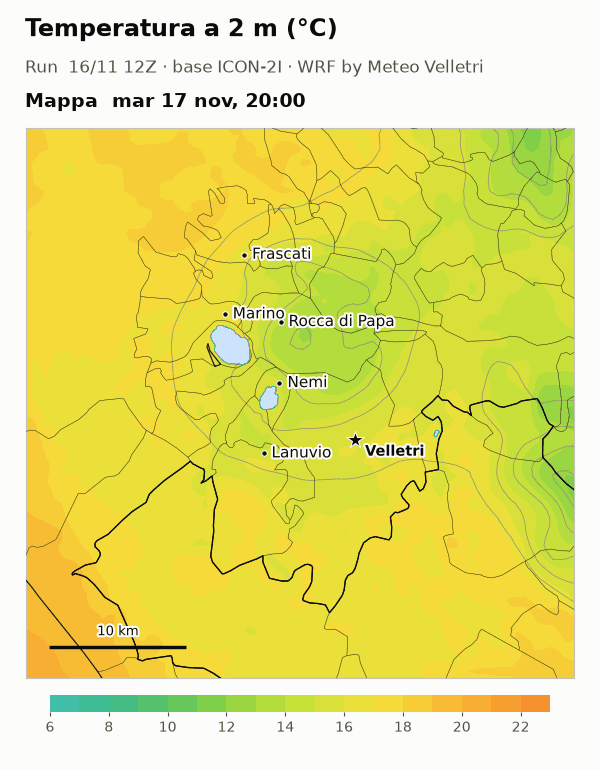 Temperatura a 2 m (°C)
Run  16/11 12Z · base ICON-2I · WRF by Meteo Velletri
Mappa  mar 17 nov, 20:00
Frascati
Marino
Rocca di Papa
Nemi
Velletri
Lanuvio
10 km
6 8 10 12 14 16 18 20 22